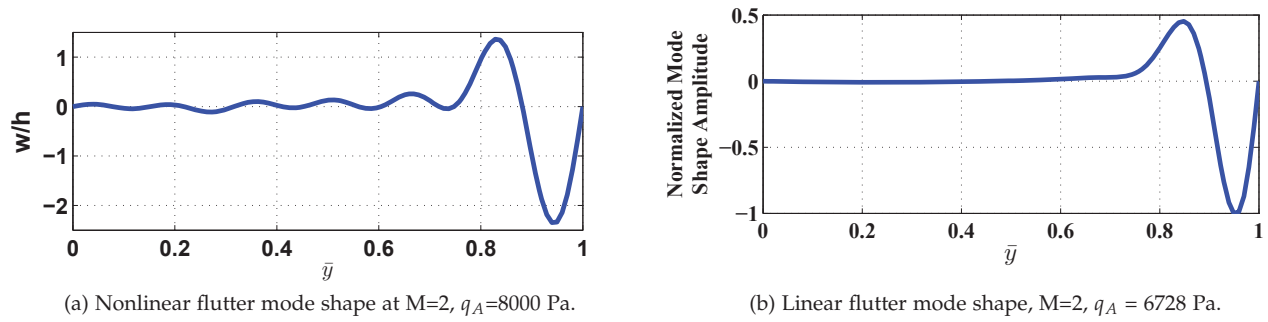 w/h
1
0
−1
−2
0
0.2
0.4
0.6
0.8
1
ȳ
(a) Nonlinear flutter mode shape at M=2, q_A=8000 Pa.
Normalized Mode
Shape Amplitude
0.5
0
−0.5
−1
0
0.2
0.4
0.6
0.8
1
ȳ
(b) Linear flutter mode shape, M=2, q_A = 6728 Pa.